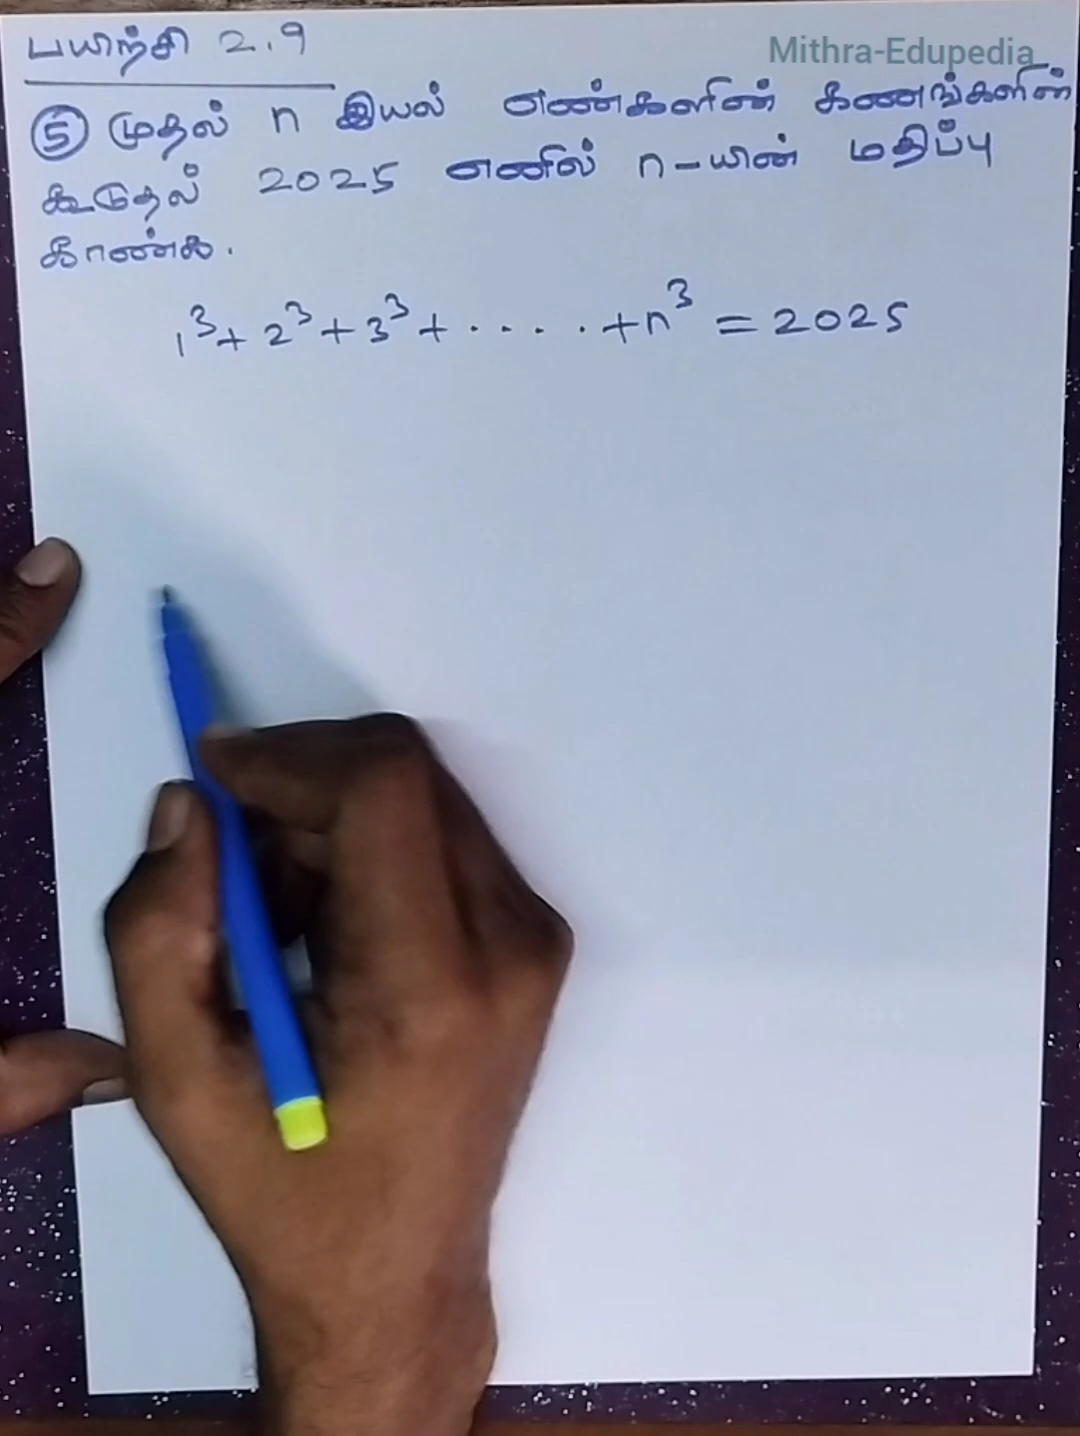 பயிற்சி 2.9
Mithra-Edupedia
⑤ முதல் n இயல் எண்களின் கணங்களின்
கூடுதல் 2025 எனில் n-யின் மதிப்பு
காண்க.
1³+2³+3³+.....+n³ =2025